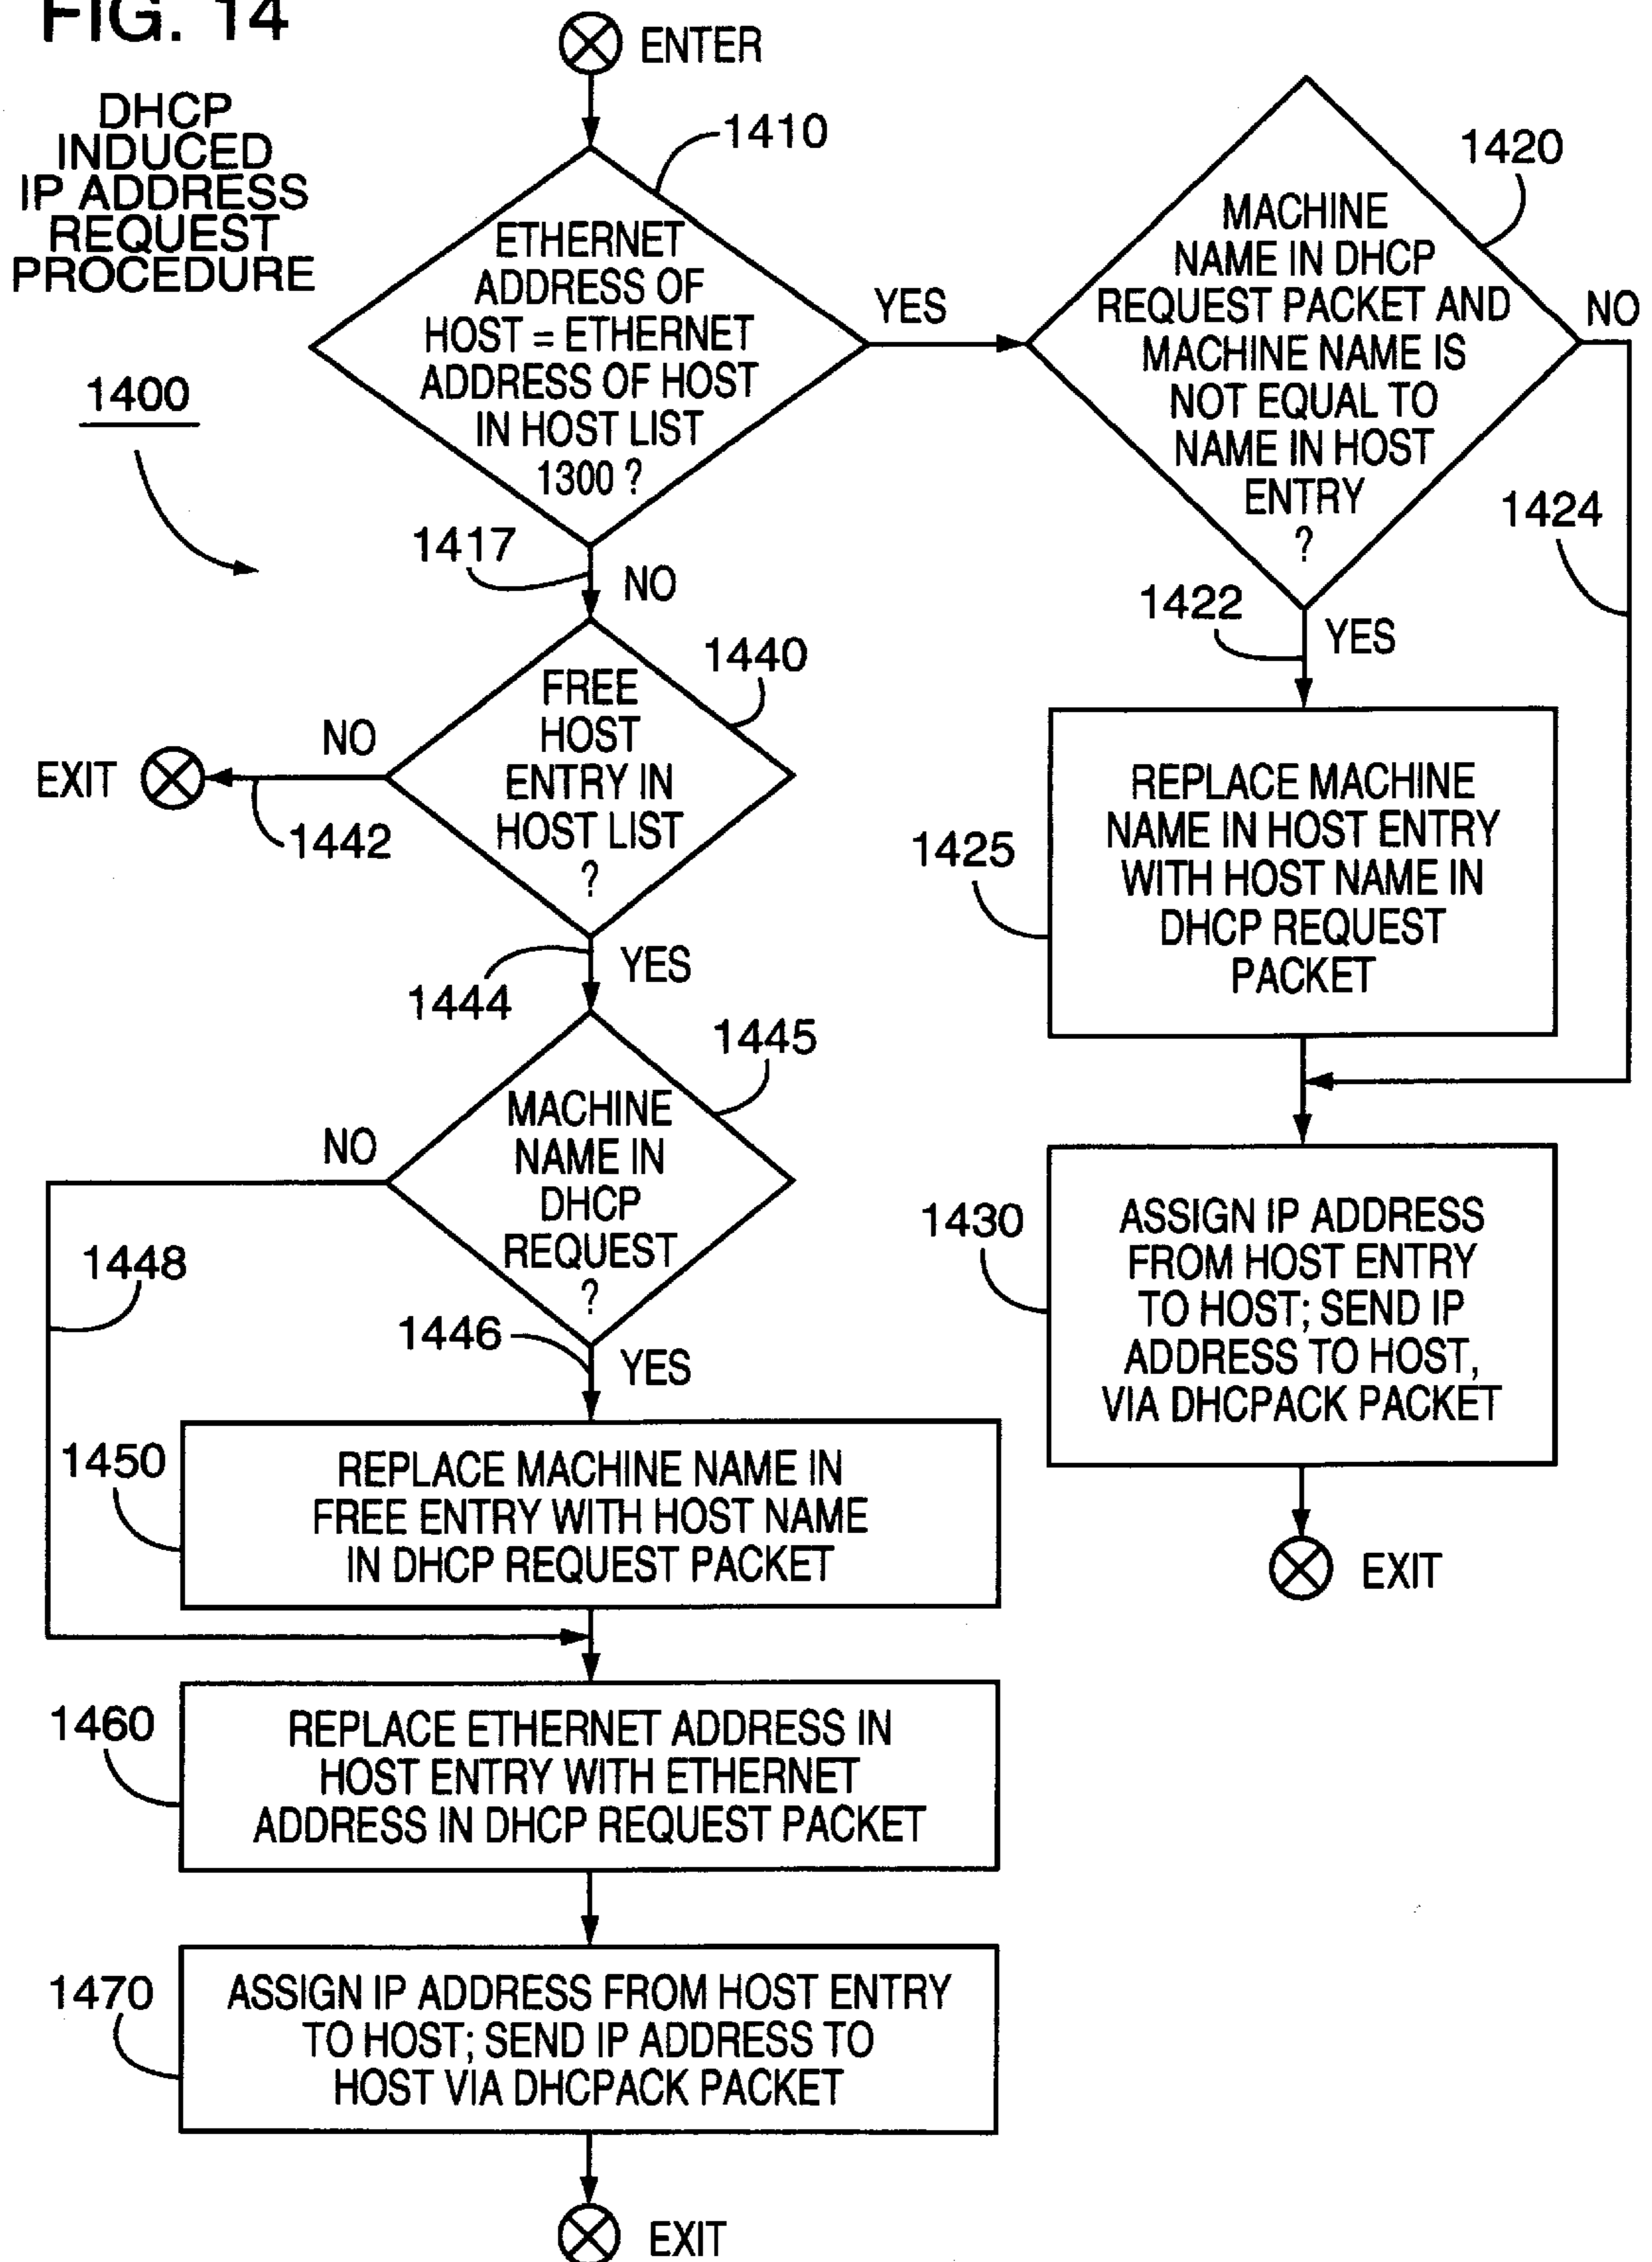 FIG. 14
DHCP
INDUCED
IP ADDRESS
REQUEST
PROCEDURE
1400
ENTER
1410
ETHERNET
ADDRESS OF
HOST = ETHERNET
ADDRESS OF HOST
IN HOST LIST
1300 ?
YES
1417
NO
1420
MACHINE
NAME IN DHCP
REQUEST PACKET AND
MACHINE NAME IS
NOT EQUAL TO
NAME IN HOST
ENTRY
?
NO
1424
1422
YES
1425
REPLACE MACHINE
NAME IN HOST ENTRY
WITH HOST NAME IN
DHCP REQUEST
PACKET
1430
ASSIGN IP ADDRESS
FROM HOST ENTRY
TO HOST; SEND IP
ADDRESS TO HOST,
VIA DHCPACK PACKET
EXIT
1440
FREE
HOST
ENTRY IN
HOST LIST
?
NO
EXIT
1442
YES
1444
1445
MACHINE
NAME IN
DHCP
REQUEST
?
NO
1448
1446
YES
1450
REPLACE MACHINE NAME IN
FREE ENTRY WITH HOST NAME
IN DHCP REQUEST PACKET
1460
REPLACE ETHERNET ADDRESS IN
HOST ENTRY WITH ETHERNET
ADDRESS IN DHCP REQUEST PACKET
1470
ASSIGN IP ADDRESS FROM HOST ENTRY
TO HOST; SEND IP ADDRESS TO
HOST VIA DHCPACK PACKET
EXIT